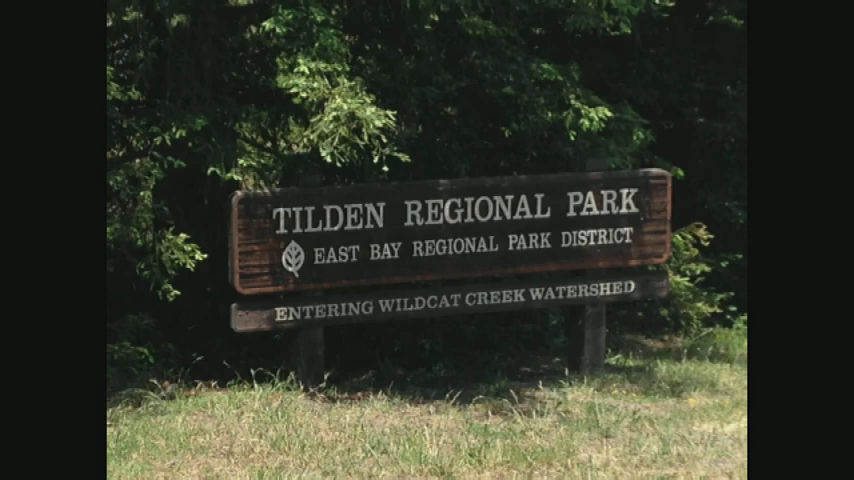 TILDEN REGIONAL PARK
EAST BAY REGIONAL PARK DISTRICT
ENTERING WILDCAT CREEK WATERSHED